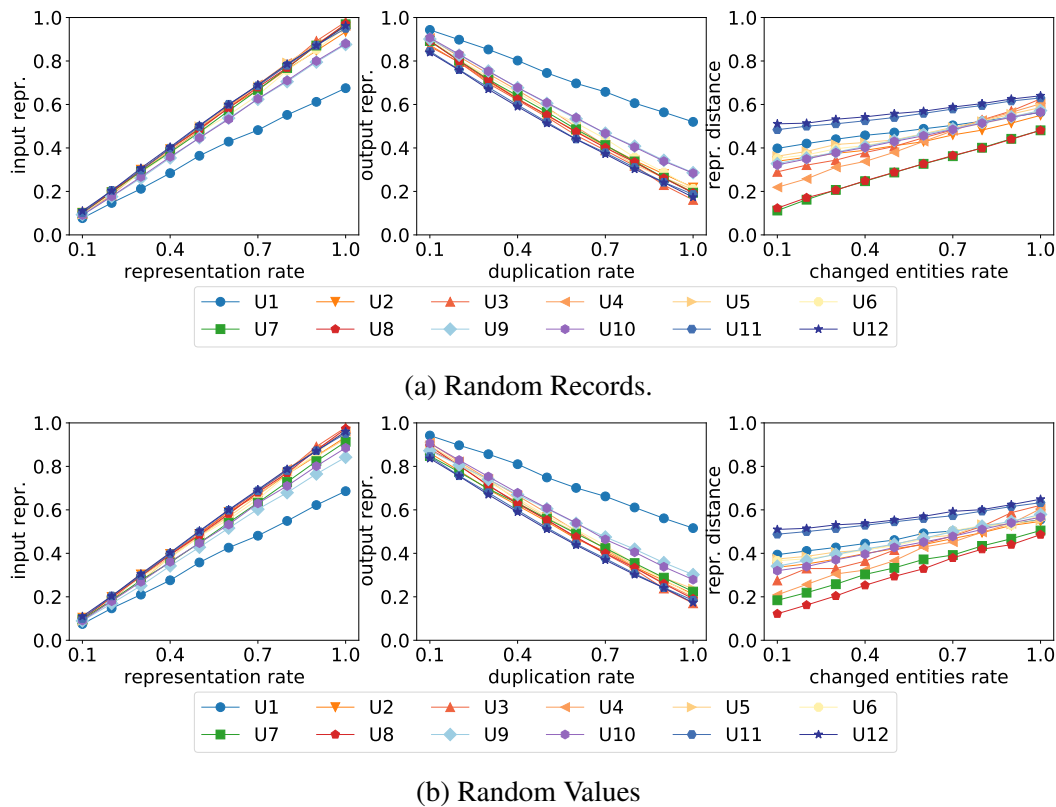 input repr.
0.0 0.2 0.4 0.6 0.8 1.0
0.1 0.4 0.7 1.0
representation rate
output repr.
0.0 0.2 0.4 0.6 0.8 1.0
0.1 0.4 0.7 1.0
duplication rate
repr. distance
0.0 0.2 0.4 0.6 0.8 1.0
0.1 0.4 0.7 1.0
changed entities rate
U1 U2 U3 U4 U5 U6
U7 U8 U9 U10 U11 U12
(a) Random Records.
input repr.
0.0 0.2 0.4 0.6 0.8 1.0
0.1 0.4 0.7 1.0
representation rate
output repr.
0.0 0.2 0.4 0.6 0.8 1.0
0.1 0.4 0.7 1.0
duplication rate
repr. distance
0.0 0.2 0.4 0.6 0.8 1.0
0.1 0.4 0.7 1.0
changed entities rate
U1 U2 U3 U4 U5 U6
U7 U8 U9 U10 U11 U12
(b) Random Values